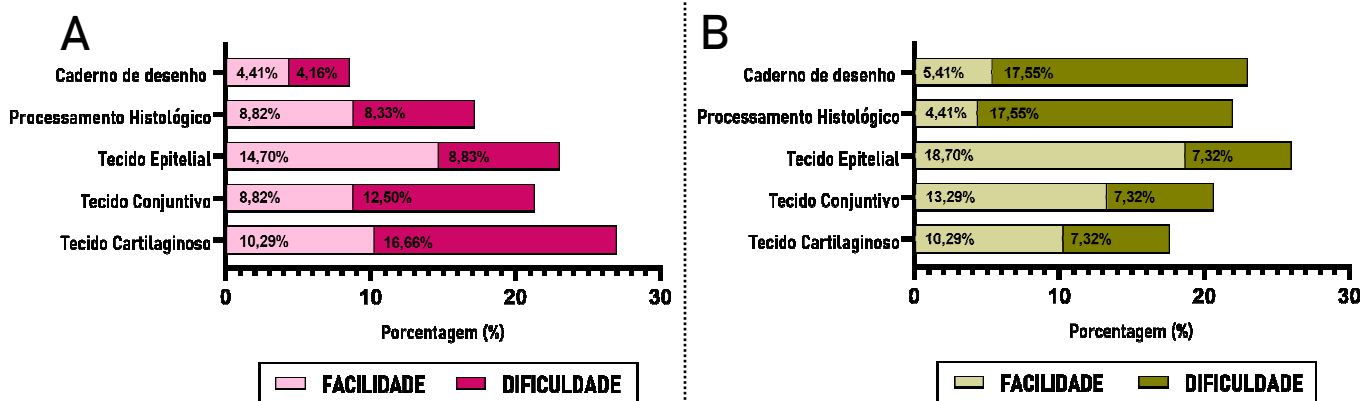 A
Caderno de desenho
4,41% 4,16%
Processamento Histológico
8,82% 8,33%
Tecido Epitelial
14,70% 8,83%
Tecido Conjuntivo
8,82% 12,50%
Tecido Cartilaginoso
10,29% 16,66%
0 10 20 30
Porcentagem (%)
FACILIDADE DIFICULDADE
B
Caderno de desenho
5,41% 17,55%
Processamento Histológico
4,41% 17,55%
Tecido Epitelial
18,70% 7,32%
Tecido Conjuntivo
13,29% 7,32%
Tecido Cartilaginoso
10,29% 7,32%
0 10 20 30
Porcentagem (%)
FACILIDADE DIFICULDADE